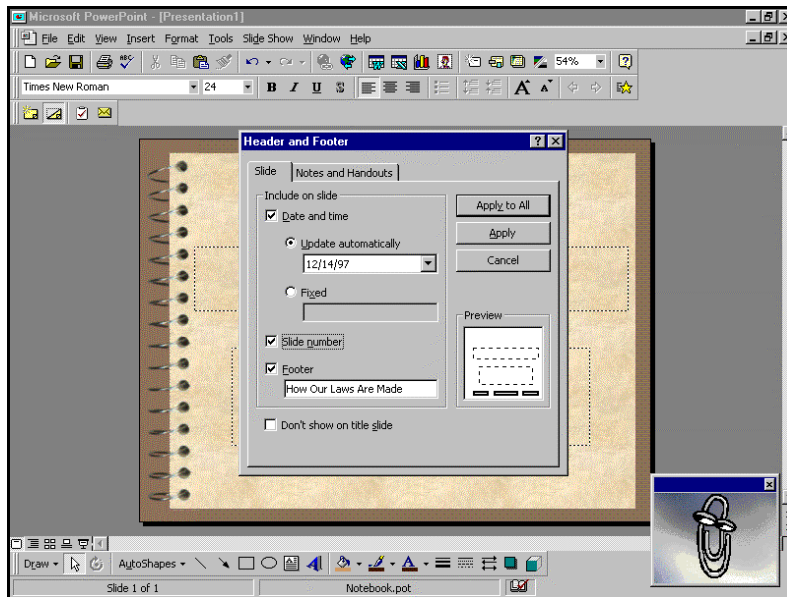 Microsoft PowerPoint - [Presentation1]
File Edit View Insert Format Tools Slide Show Window Help
ABC
54%
Times New Roman 24 B I U S A A
Header and Footer
Slide Notes and Handouts
Include on slide
Date and time
Update automatically
12/14/97
Fixed
Slide number
Footer
How Our Laws Are Made
Don't show on title slide
Apply to All
Apply
Cancel
Preview
Draw AutoShapes A A
Slide 1 of 1 Notebook.pot